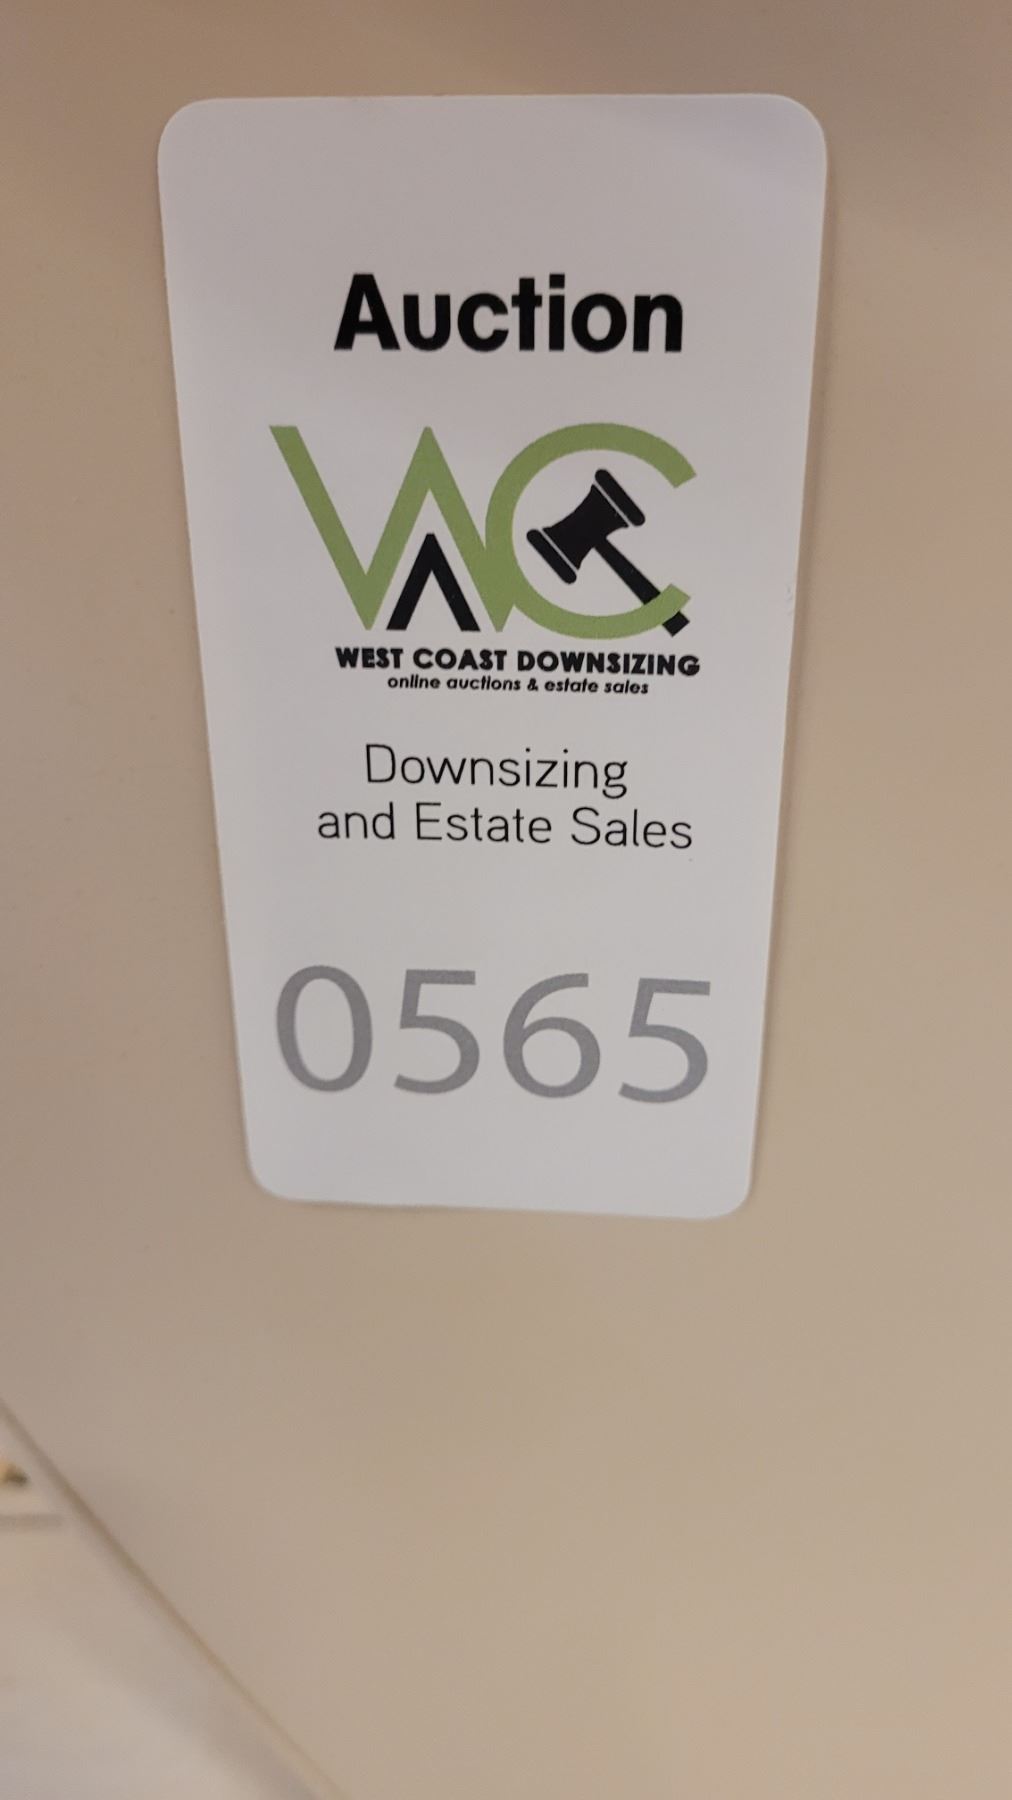 Auction
WC
WEST COAST DOWNSIZING
online auctions & estate sales
Downsizing
and Estate Sales
0565